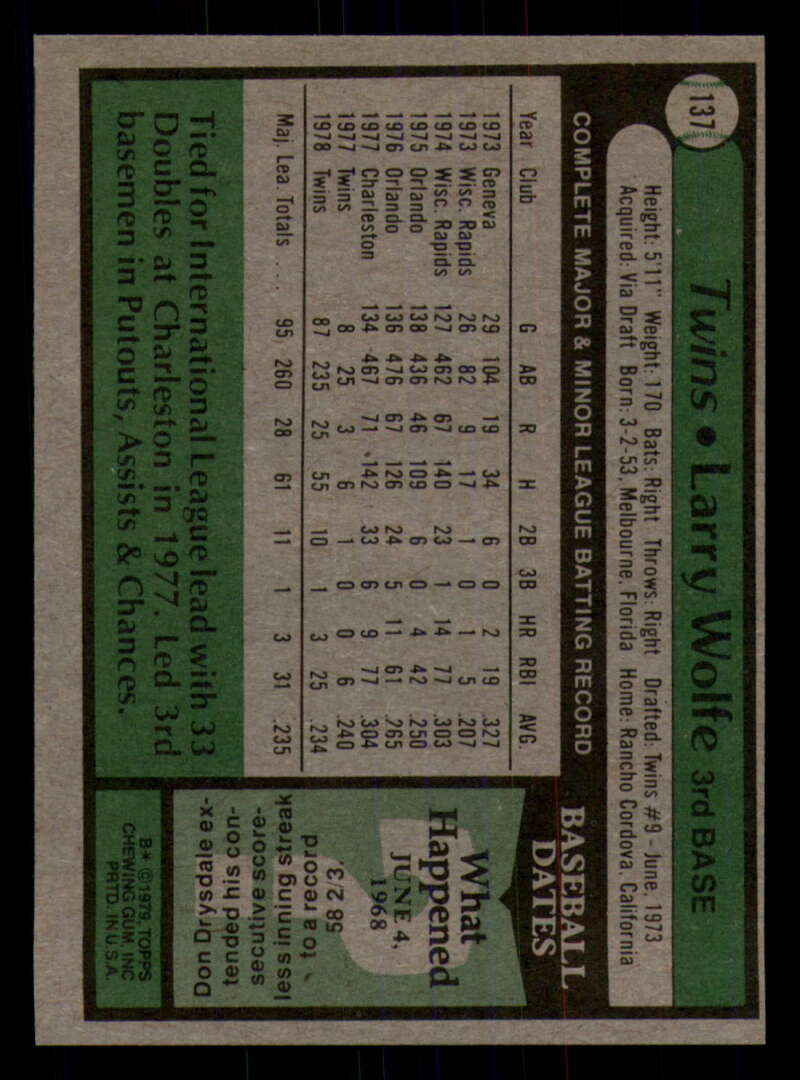 137
Twins • Larry Wolfe 3rd BASE
Height: 5'11" Weight: 170 Bats: Right Throws: Right Drafted: Twins #9 - June, 1973
Acquired: Via Draft Born: 3-2-53, Melbourne, Florida Home: Rancho Cordova, California
COMPLETE MAJOR & MINOR LEAGUE BATTING RECORD
Year Club G AB R H 2B 3B HR RBI AVG.
1973 Geneva 29 104 19 34 6 0 2 19 .327
1973 Wisc. Rapids 26 82 9 17 1 0 1 5 .207
1974 Wisc. Rapids 127 462 67 140 23 1 14 77 .303
1975 Orlando 138 436 46 109 6 0 4 42 .250
1976 Orlando 136 476 67 126 24 5 11 61 .265
1977 Charleston 134 467 71 142 33 6 9 77 .304
1977 Twins 8 25 3 6 1 0 0 6 .240
1978 Twins 87 235 25 55 10 1 3 25 .234
Maj. Lea. Totals . . . 95 260 28 61 11 1 3 31 .235
Tied for International League lead with 33
Doubles at Charleston in 1977. Led 3rd
basemen in Putouts, Assists & Chances.
BASEBALL
DATES
What
Happened
JUNE 4,
1968
Don Drysdale ex-
tended his con-
secutive score-
less inning streak
to a record
58 2/3.
B* © 1979, TOPPS
CHEWING GUM, INC
PRTD. IN U.S.A.